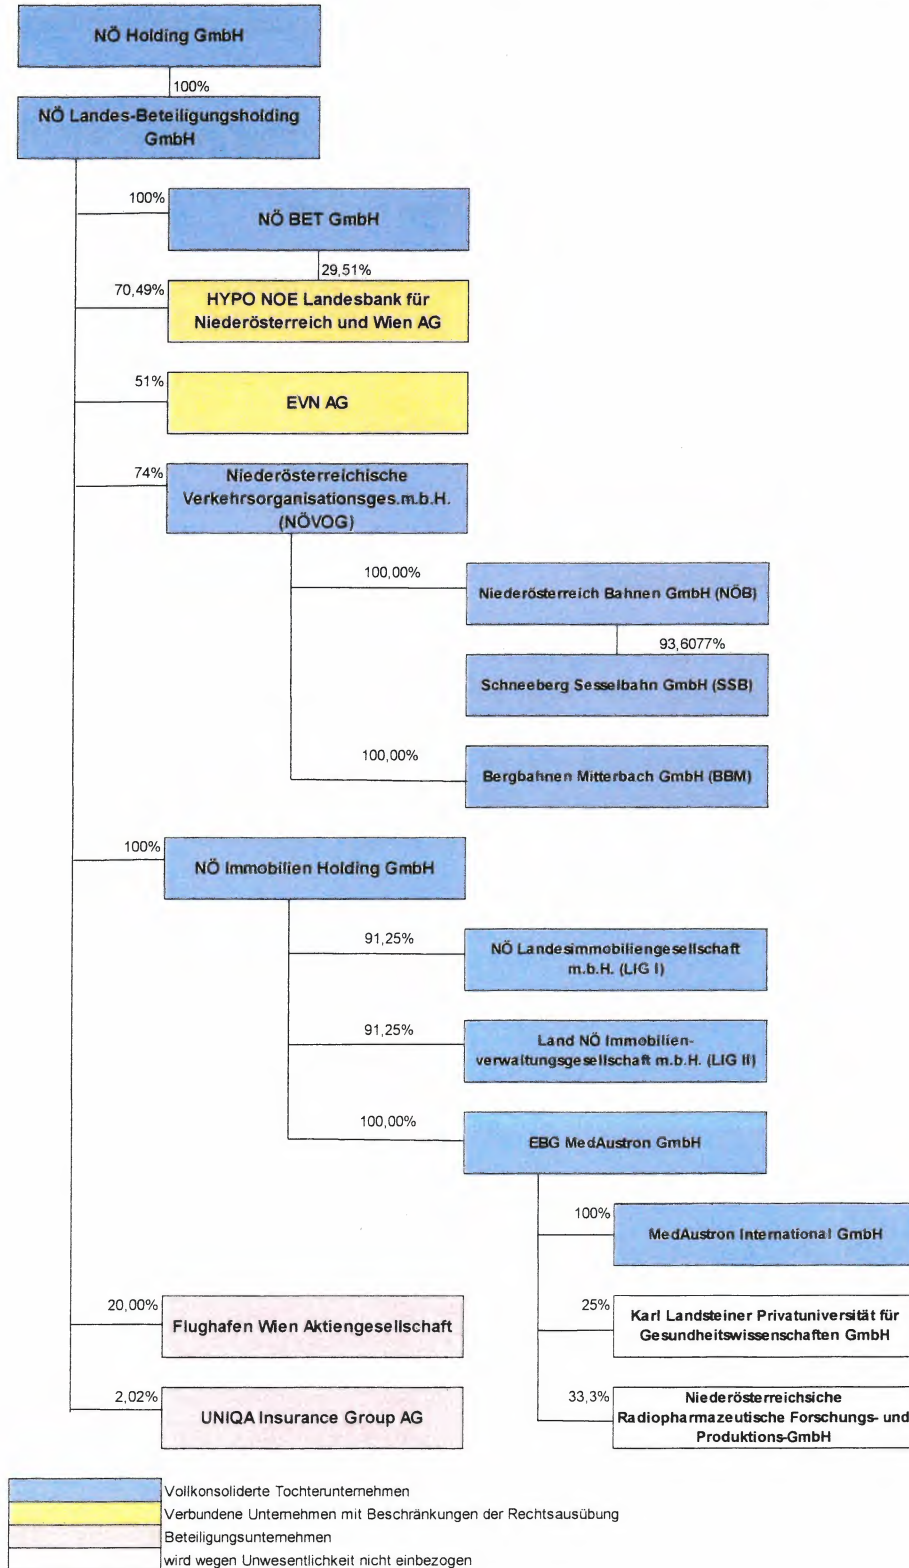 NÖ Holding GmbH
100%
NÖ Landes-Beteiligungsholding
GmbH
100%
NÖ BET GmbH
29,51%
70,49%
HYPO NOE Landesbank für
Niederösterreich und Wien AG
51%
EVN AG
74%
Niederösterreichische
Verkehrsorganisationsges.m.b.H.
(NÖVOG)
100,00%
Niederösterreich Bahnen GmbH (NÖB)
93,6077%
Schneeberg Sesselbahn GmbH (SSB)
100,00%
Bergbahnen Mitterbach GmbH (BBM)
100%
NÖ Immobilien Holding GmbH
91,25%
NÖ Landesimmobiliengesellschaft
m.b.H. (LIG I)
91,25%
Land NÖ Immobilien-
verwaltungsgesellschaft m.b.H. (LIG II)
100,00%
EBG MedAustron GmbH
100%
MedAustron International GmbH
20,00%
Flughafen Wien Aktiengesellschaft
25%
Karl Landsteiner Privatuniversität für
Gesundheitswissenschaften GmbH
2,02%
UNIQA Insurance Group AG
33,3%
Niederösterreichsiche
Radiopharmazeutische Forschungs- und
Produktions-GmbH
Vollkonsoliderte Tochterunternehmen
Verbundene Unternehmen mit Beschränkungen der Rechtsausübung
Beteiligungsunternehmen
wird wegen Unwesentlichkeit nicht einbezogen